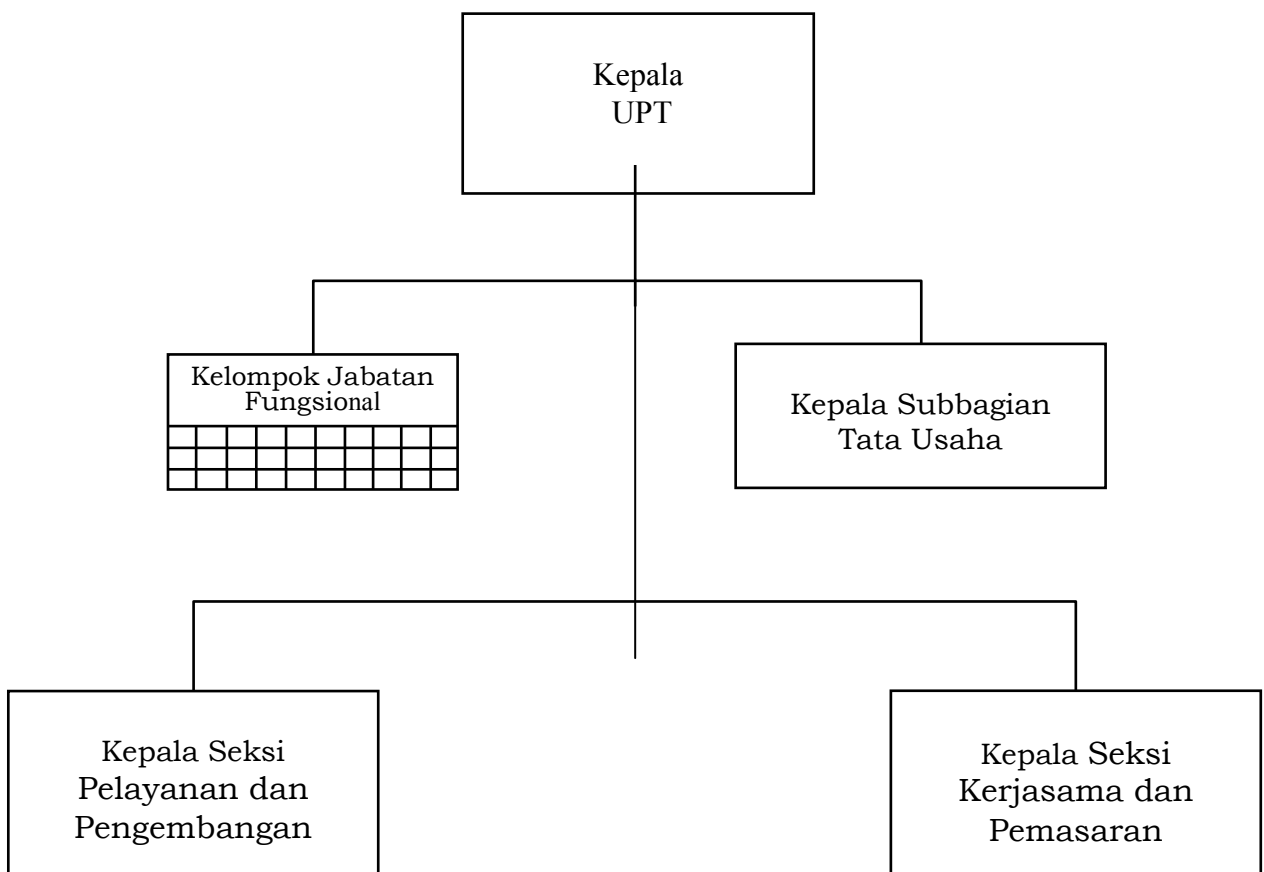 Kepala
UPT
Kelompok Jabatan
Fungsional
Kepala Subbagian
Tata Usaha
Kepala Seksi
Pelayanan dan
Pengembangan
Kepala Seksi
Kerjasama dan
Pemasaran